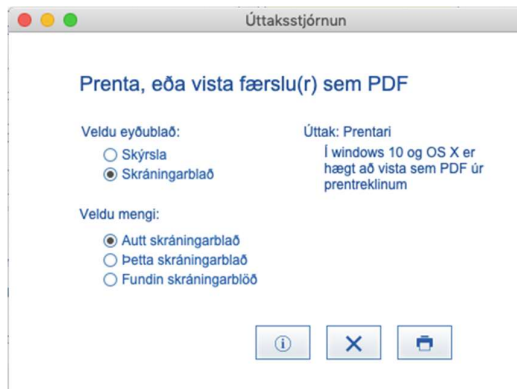 Úttaksstjórnun
Prenta, eða vista færslu(r) sem PDF
Veldu eyðublað:
Skýrsla
Skráningarblað
Úttak: Prentari
Í windows 10 og OS X er
hægt að vista sem PDF úr
prentreklinum
Veldu mengi:
Autt skráningarblað
Þetta skráningarblað
Fundin skráningarblöð